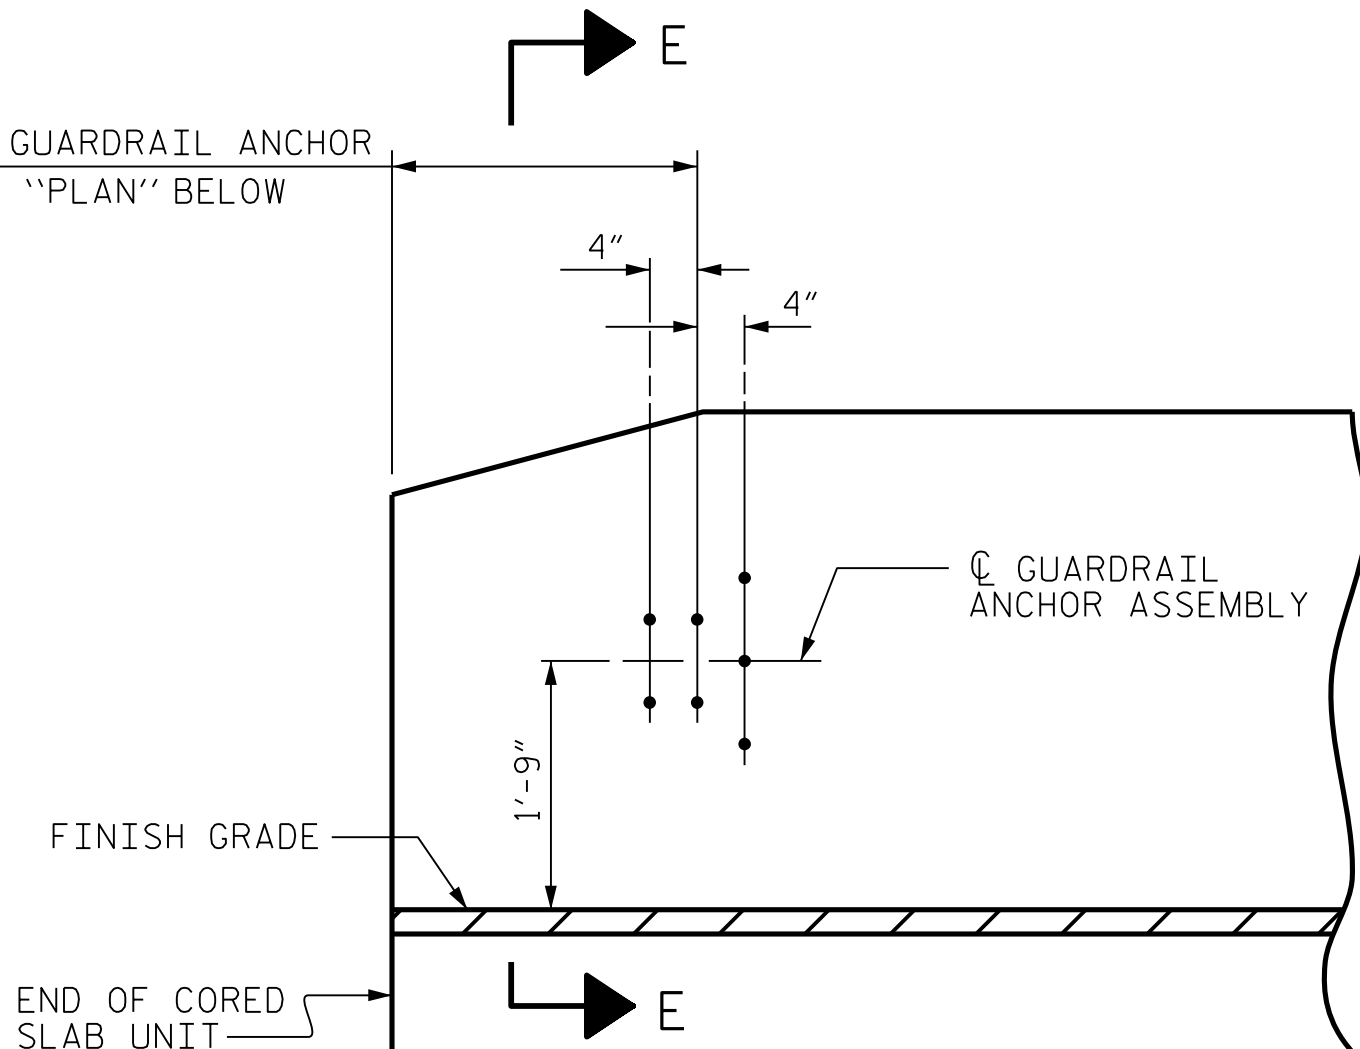 E
GUARDRAIL ANCHOR
‘‘PLAN’’ BELOW
4”
4”
℄ GUARDRAIL
ANCHOR ASSEMBLY
1'-9”
FINISH GRADE
END OF CORED
SLAB UNIT
E